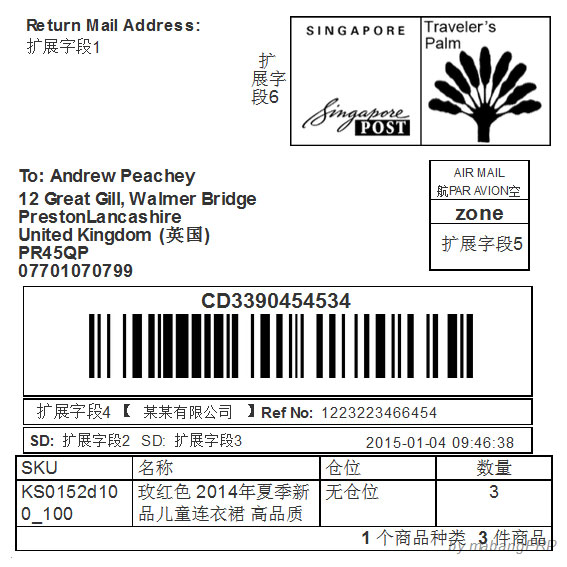 Return Mail Address:
扩展字段1
扩
展字
段6
SINGAPORE
Singapore
POST
Traveler's
Palm
To: Andrew Peachey
12 Great Gill, Walmer Bridge
PrestonLancashire
United Kingdom (英国)
PR45QP
07701070799
AIR MAIL
航PAR AVION空
zone
扩展字段5
CD3390454534
扩展字段4 【 某某有限公司 】Ref No: 1223223466454
SD: 扩展字段2 SD: 扩展字段3 2015-01-04 09:46:38
SKU 名称 仓位 数量
KS0152d10 玫红色 2014年夏季新 无仓位 3
0_100 品儿童连衣裙 高品质
1 个商品种类 3 件商品
by mabangERP